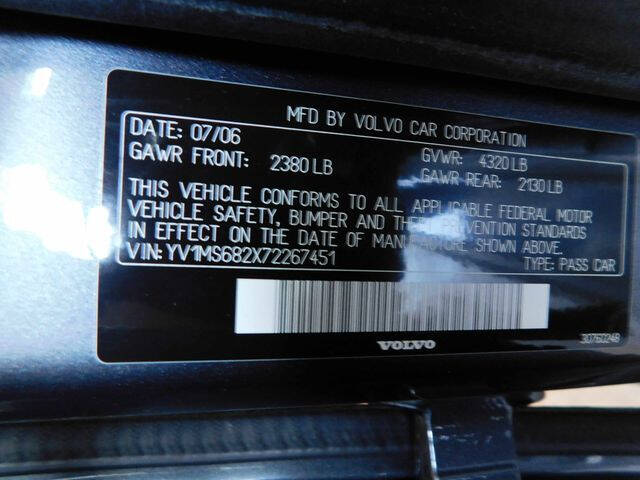 MFD BY VOLVO CAR CORPORATION
DATE: 07/06
GVWR: 4320 LB
GAWR FRONT: 2380 LB
GAWR REAR: 2130 LB
THIS VEHICLE CONFORMS TO ALL APPLICABLE FEDERAL MOTOR
VEHICLE SAFETY, BUMPER AND THEFT PREVENTION STANDARDS
IN EFFECT ON THE DATE OF MANUFACTURE SHOWN ABOVE.
VIN: YV1MS682X72267451
TYPE: PASS CAR
VOLVO
30760248